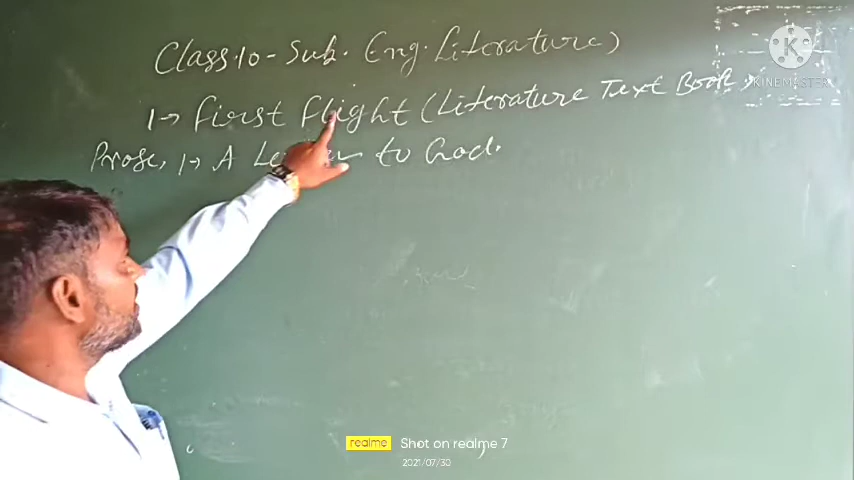 Class.10 - Sub. Eng. Literature)
1→ First Flight (Literature Text Book,
Prose, 1→ A to God.
K
KINEMASTER
realme Shot on realme 7
2021/07/30